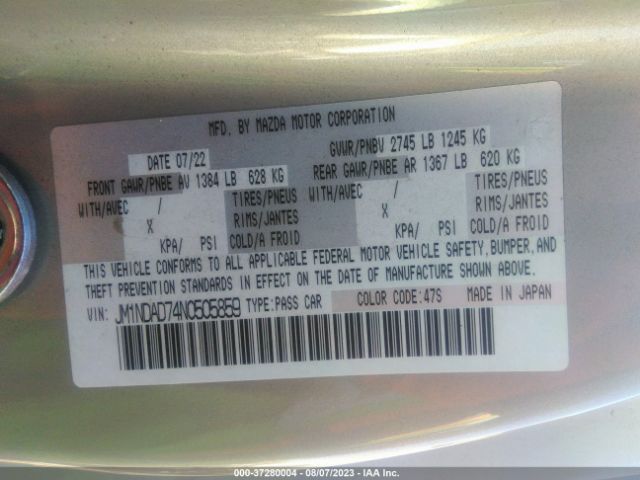 MFD. BY MAZDA MOTOR CORPORATION
DATE 07/22 GVWR/PNBV 2745 LB 1245 KG
FRONT GAWR/PNBE AV 1384 LB 628 KG REAR GAWR/PNBE AR 1367 LB 620 KG
WITH/AVEC / TIRES/PNEUS WITH/AVEC / TIRES/PNEUS
X RIMS/JANTES X RIMS/JANTES
KPA/ PSI COLD/A FROID KPA/ PSI COLD/A FROID
THIS VEHICLE CONFORMS TO ALL APPLICABLE FEDERAL MOTOR VEHICLE SAFETY, BUMPER, AND
THEFT PREVENTION STANDARDS IN EFFECT ON THE DATE OF MANUFACTURE SHOWN ABOVE.
VIN: JM1NDAD74N0505859 TYPE:PASS CAR COLOR CODE:47S MADE IN JAPAN
000-37280004 - 08/07/2023 - IAA Inc.